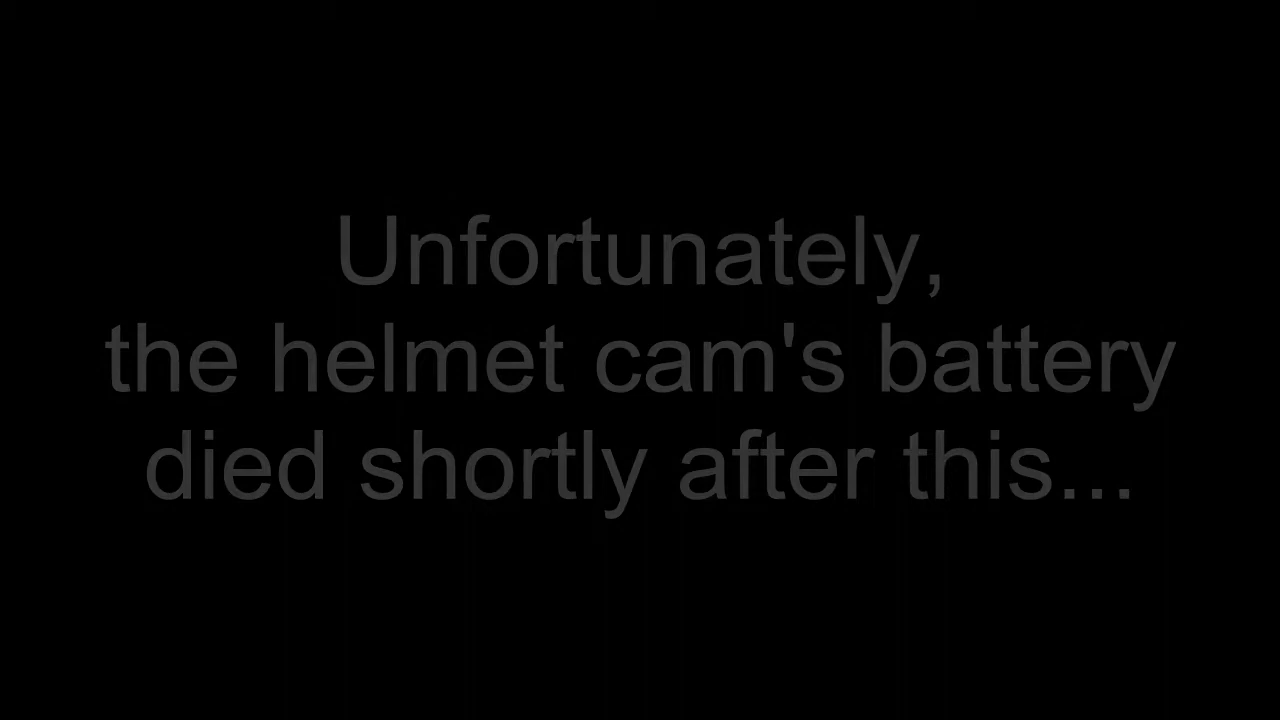 Unfortunately,
the helmet cam's battery
died shortly after this...